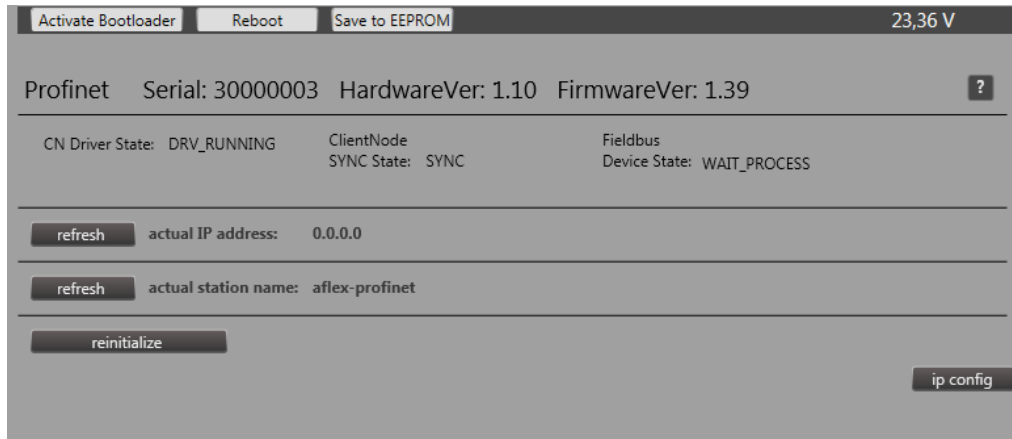 Activate Bootloader Reboot Save to EEPROM 23,36 V
Profinet Serial: 30000003 HardwareVer: 1.10 FirmwareVer: 1.39 ?
CN Driver State: DRV_RUNNING
ClientNode
SYNC State: SYNC
Fieldbus
Device State: WAIT_PROCESS
refresh actual IP address: 0.0.0.0
refresh actual station name: aflex-profinet
reinitialize
ip config